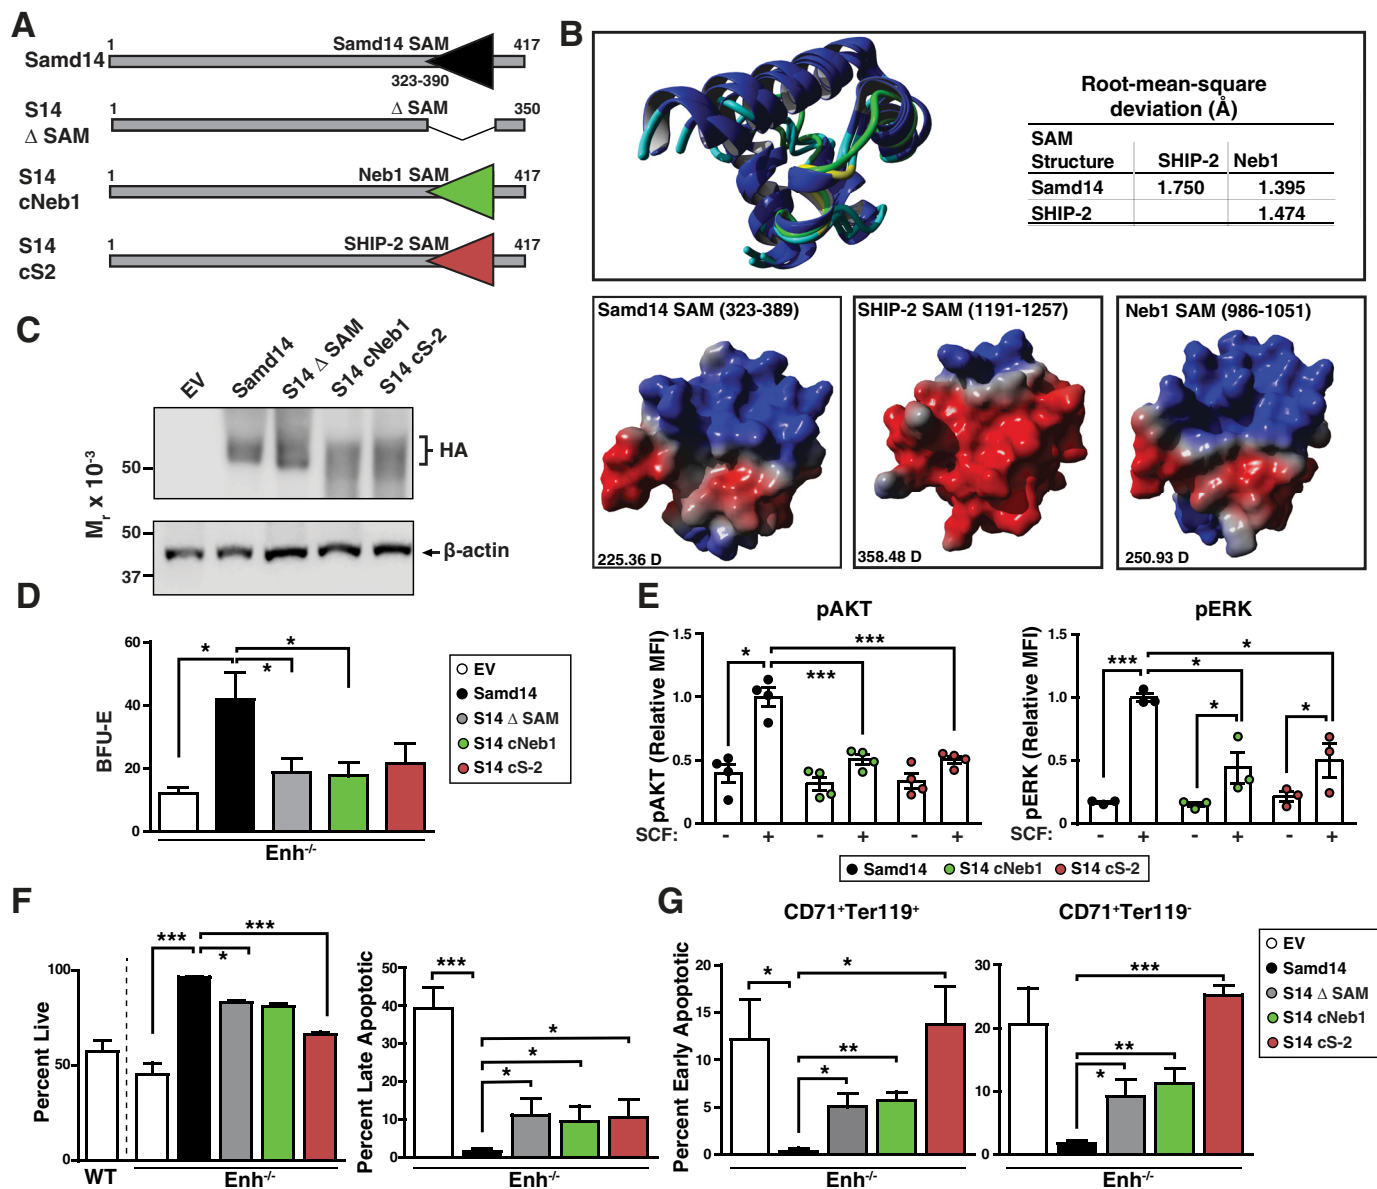 A
1
Samd14 SAM
417
Samd14
323-390
S14
Δ SAM
1
Δ SAM
350
S14
cNeb1
1
Neb1 SAM
417
S14
cS2
1
SHIP-2 SAM
417
B
Root-mean-square
deviation (Å)
SAM
Structure SHIP-2 Neb1
Samd14 1.750 1.395
SHIP-2 1.474
Samd14 SAM (323-389)
225.36 D
SHIP-2 SAM (1191-1257)
358.48 D
Neb1 SAM (986-1051)
250.93 D
C
EV
Samd14
S14 Δ SAM
S14 cNeb1
S14 cS-2
Mr x 10-3
50
HA
50
37
β-actin
D
BFU-E
60
40
20
0
*
*
*
Enh-/-
EV
Samd14
S14 Δ SAM
S14 cNeb1
S14 cS-2
E
pAKT
pAKT (Relative MFI)
1.5
1.0
0.5
0
*
***
***
SCF: - + - + - +
pERK
pERK (Relative MFI)
1.5
1.0
0.5
0
***
*
*
*
*
SCF: - + - + - +
Samd14 S14 cNeb1 S14 cS-2
F
Percent Live
100
50
0
***
***
*
WT
Enh-/-
Percent Late Apoptotic
50
40
30
20
10
0
***
*
*
*
Enh-/-
G
CD71+Ter119+
Percent Early Apoptotic
20
15
10
5
0
*
*
**
*
Enh-/-
CD71+Ter119-
30
20
10
0
***
**
*
Enh-/-
EV
Samd14
S14 Δ SAM
S14 cNeb1
S14 cS-2